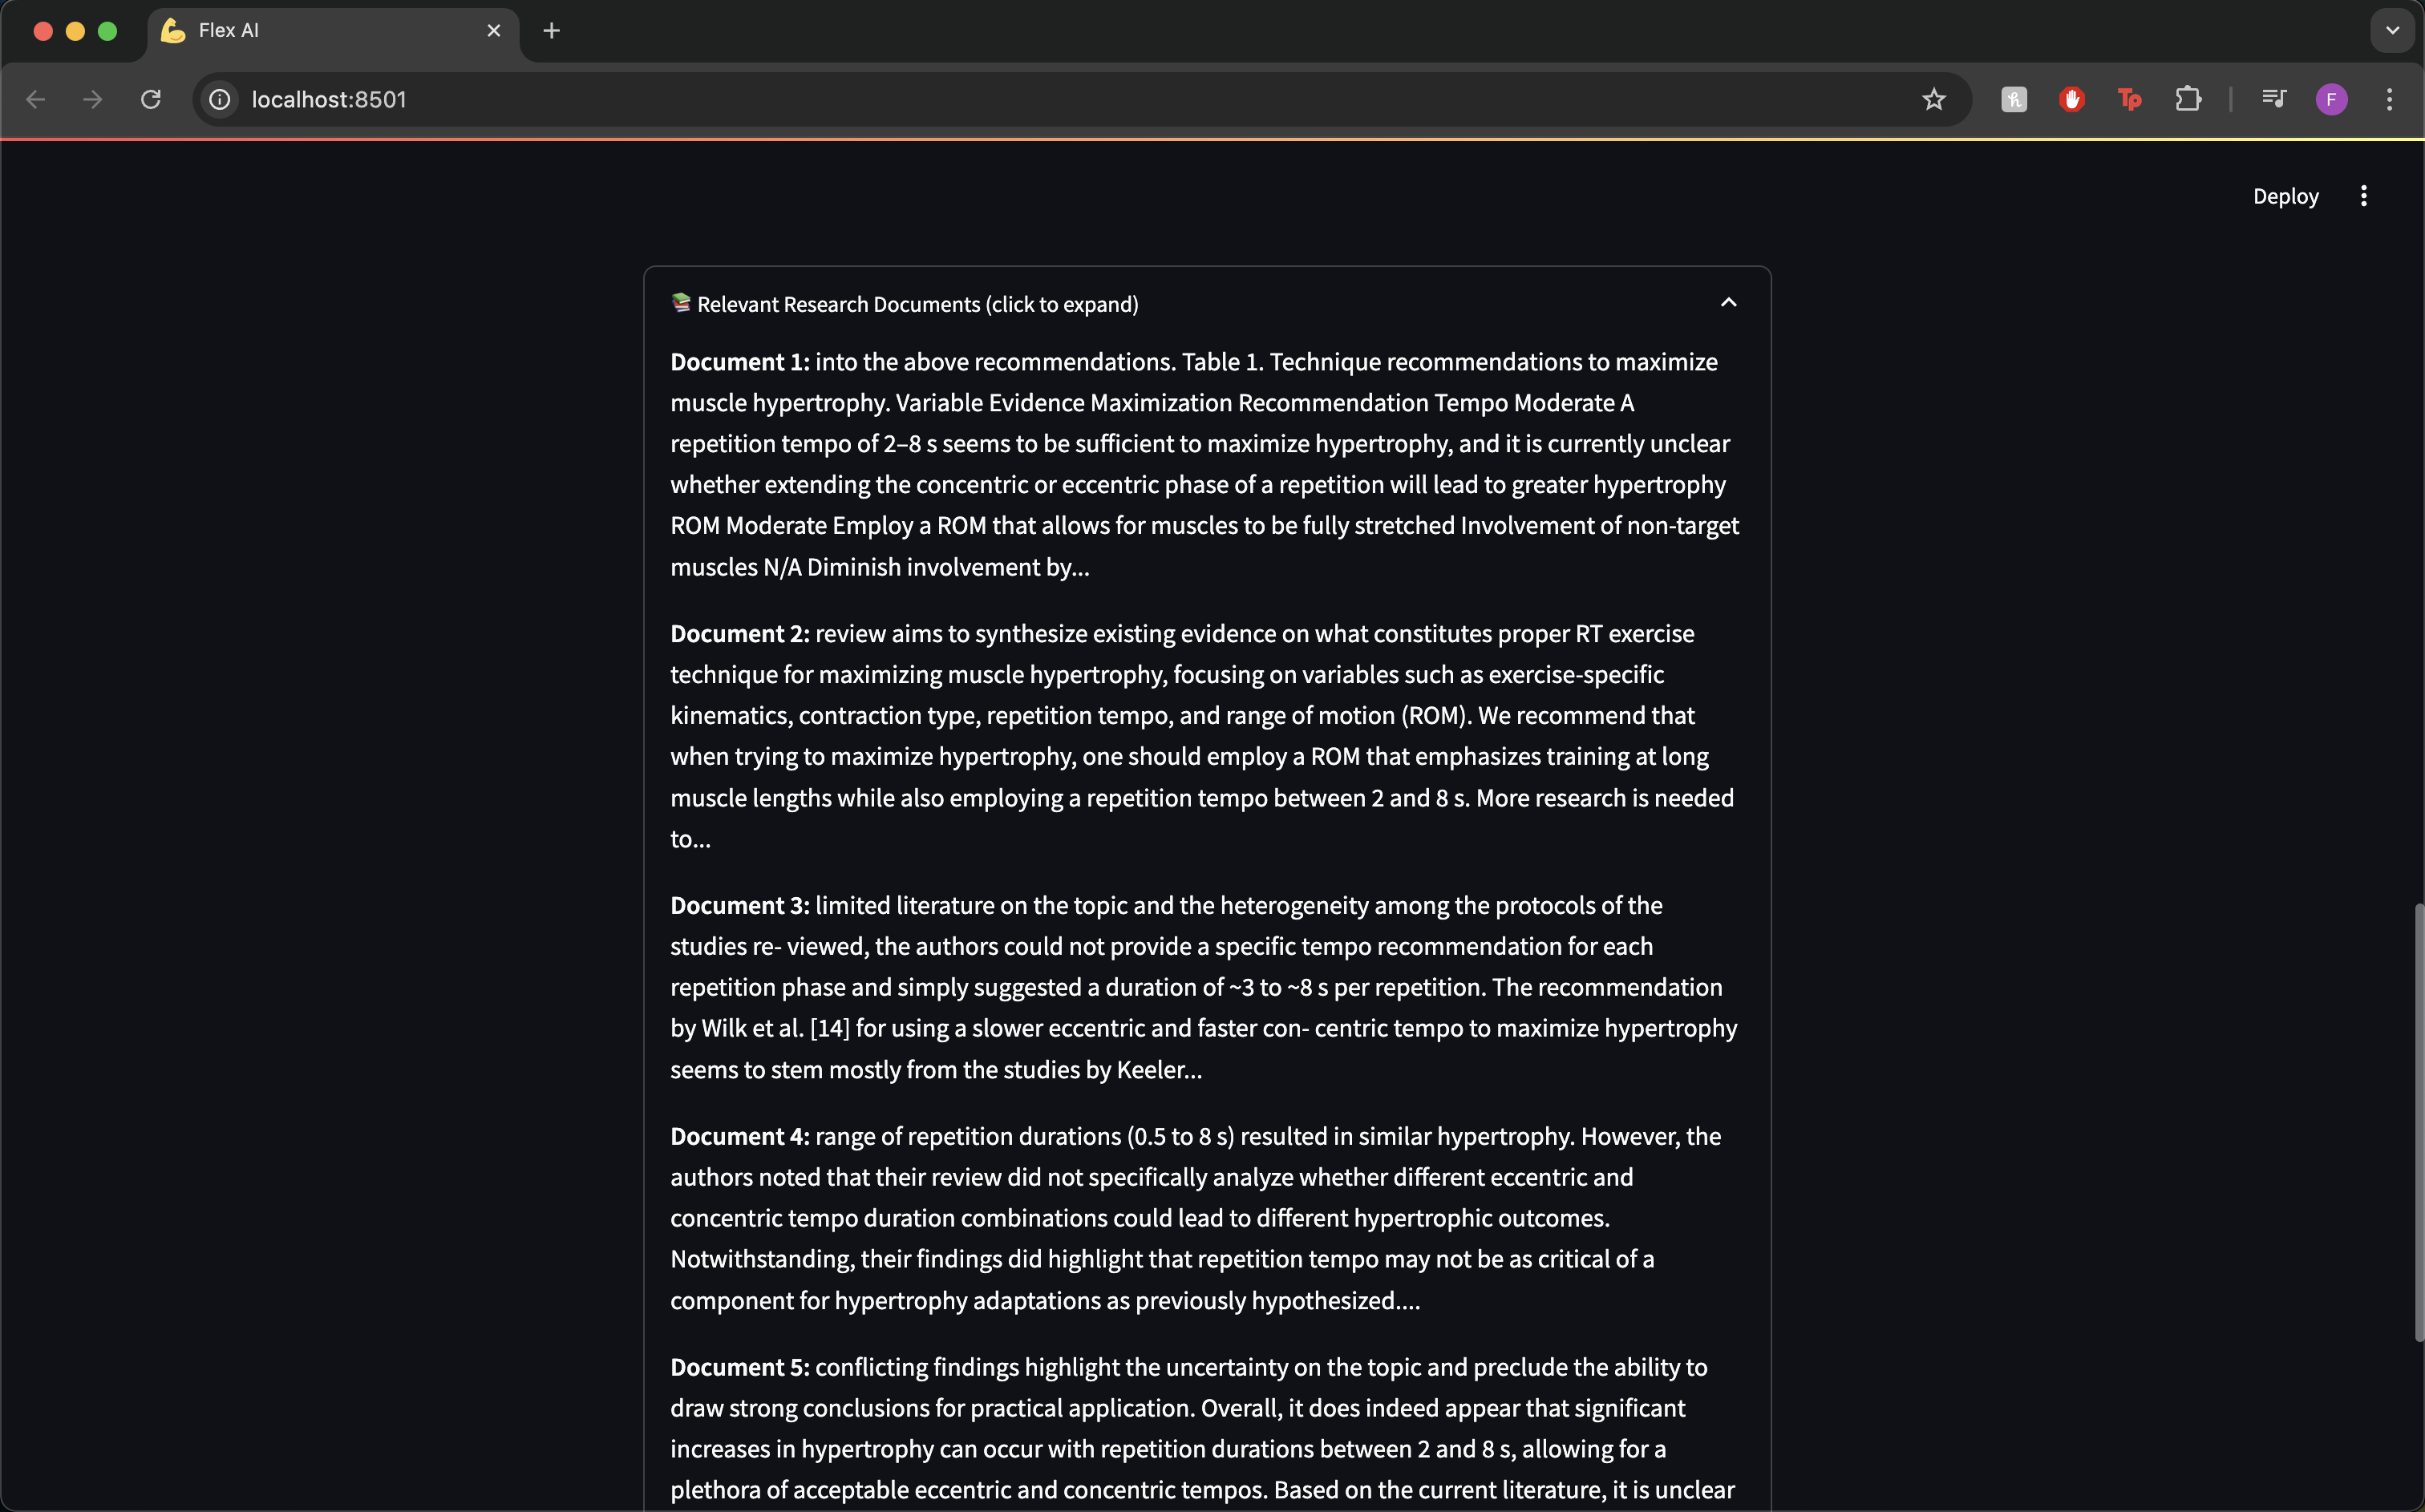 Flex AI
localhost:8501
Tp
F
Deploy
📚 Relevant Research Documents (click to expand)
Document 1: into the above recommendations. Table 1. Technique recommendations to maximize
muscle hypertrophy. Variable Evidence Maximization Recommendation Tempo Moderate A
repetition tempo of 2–8 s seems to be sufficient to maximize hypertrophy, and it is currently unclear
whether extending the concentric or eccentric phase of a repetition will lead to greater hypertrophy
ROM Moderate Employ a ROM that allows for muscles to be fully stretched Involvement of non-target
muscles N/A Diminish involvement by...
Document 2: review aims to synthesize existing evidence on what constitutes proper RT exercise
technique for maximizing muscle hypertrophy, focusing on variables such as exercise-specific
kinematics, contraction type, repetition tempo, and range of motion (ROM). We recommend that
when trying to maximize hypertrophy, one should employ a ROM that emphasizes training at long
muscle lengths while also employing a repetition tempo between 2 and 8 s. More research is needed
to...
Document 3: limited literature on the topic and the heterogeneity among the protocols of the
studies re- viewed, the authors could not provide a specific tempo recommendation for each
repetition phase and simply suggested a duration of ~3 to ~8 s per repetition. The recommendation
by Wilk et al. [14] for using a slower eccentric and faster con- centric tempo to maximize hypertrophy
seems to stem mostly from the studies by Keeler...
Document 4: range of repetition durations (0.5 to 8 s) resulted in similar hypertrophy. However, the
authors noted that their review did not specifically analyze whether different eccentric and
concentric tempo duration combinations could lead to different hypertrophic outcomes.
Notwithstanding, their findings did highlight that repetition tempo may not be as critical of a
component for hypertrophy adaptations as previously hypothesized....
Document 5: conflicting findings highlight the uncertainty on the topic and preclude the ability to
draw strong conclusions for practical application. Overall, it does indeed appear that significant
increases in hypertrophy can occur with repetition durations between 2 and 8 s, allowing for a
plethora of acceptable eccentric and concentric tempos. Based on the current literature, it is unclear